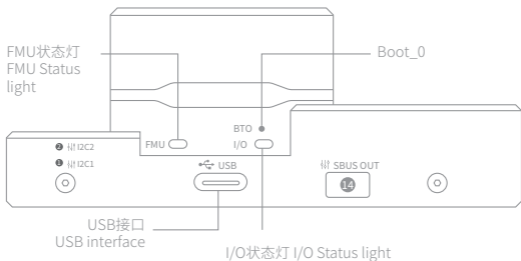 FMU状态灯
FMU Status
light
Boot_0
BTO
FMU
I/O
❷ I2C2
❶ I2C1
USB
SBUS OUT
14
USB接口
USB interface
I/O状态灯 I/O Status light